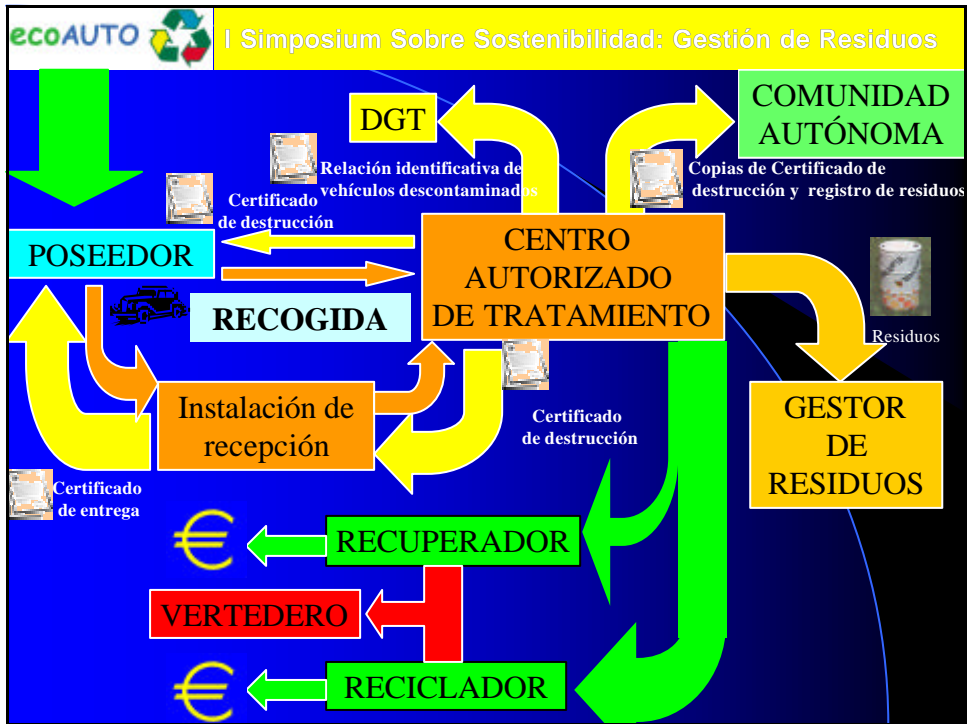 ecoAUTO
I Simposium Sobre Sostenibilidad: Gestión de Residuos
DGT
COMUNIDAD
AUTÓNOMA
Relación identificativa de
vehículos descontaminados
Copias de Certificado de
destrucción y registro de residuos
Certificado
de destrucción
POSEEDOR
CENTRO
AUTORIZADO
DE TRATAMIENTO
RECOGIDA
Residuos
Instalación de
recepción
Certificado
de destrucción
GESTOR
DE
RESIDUOS
Certificado
de entrega
€
RECUPERADOR
VERTEDERO
€
RECICLADOR